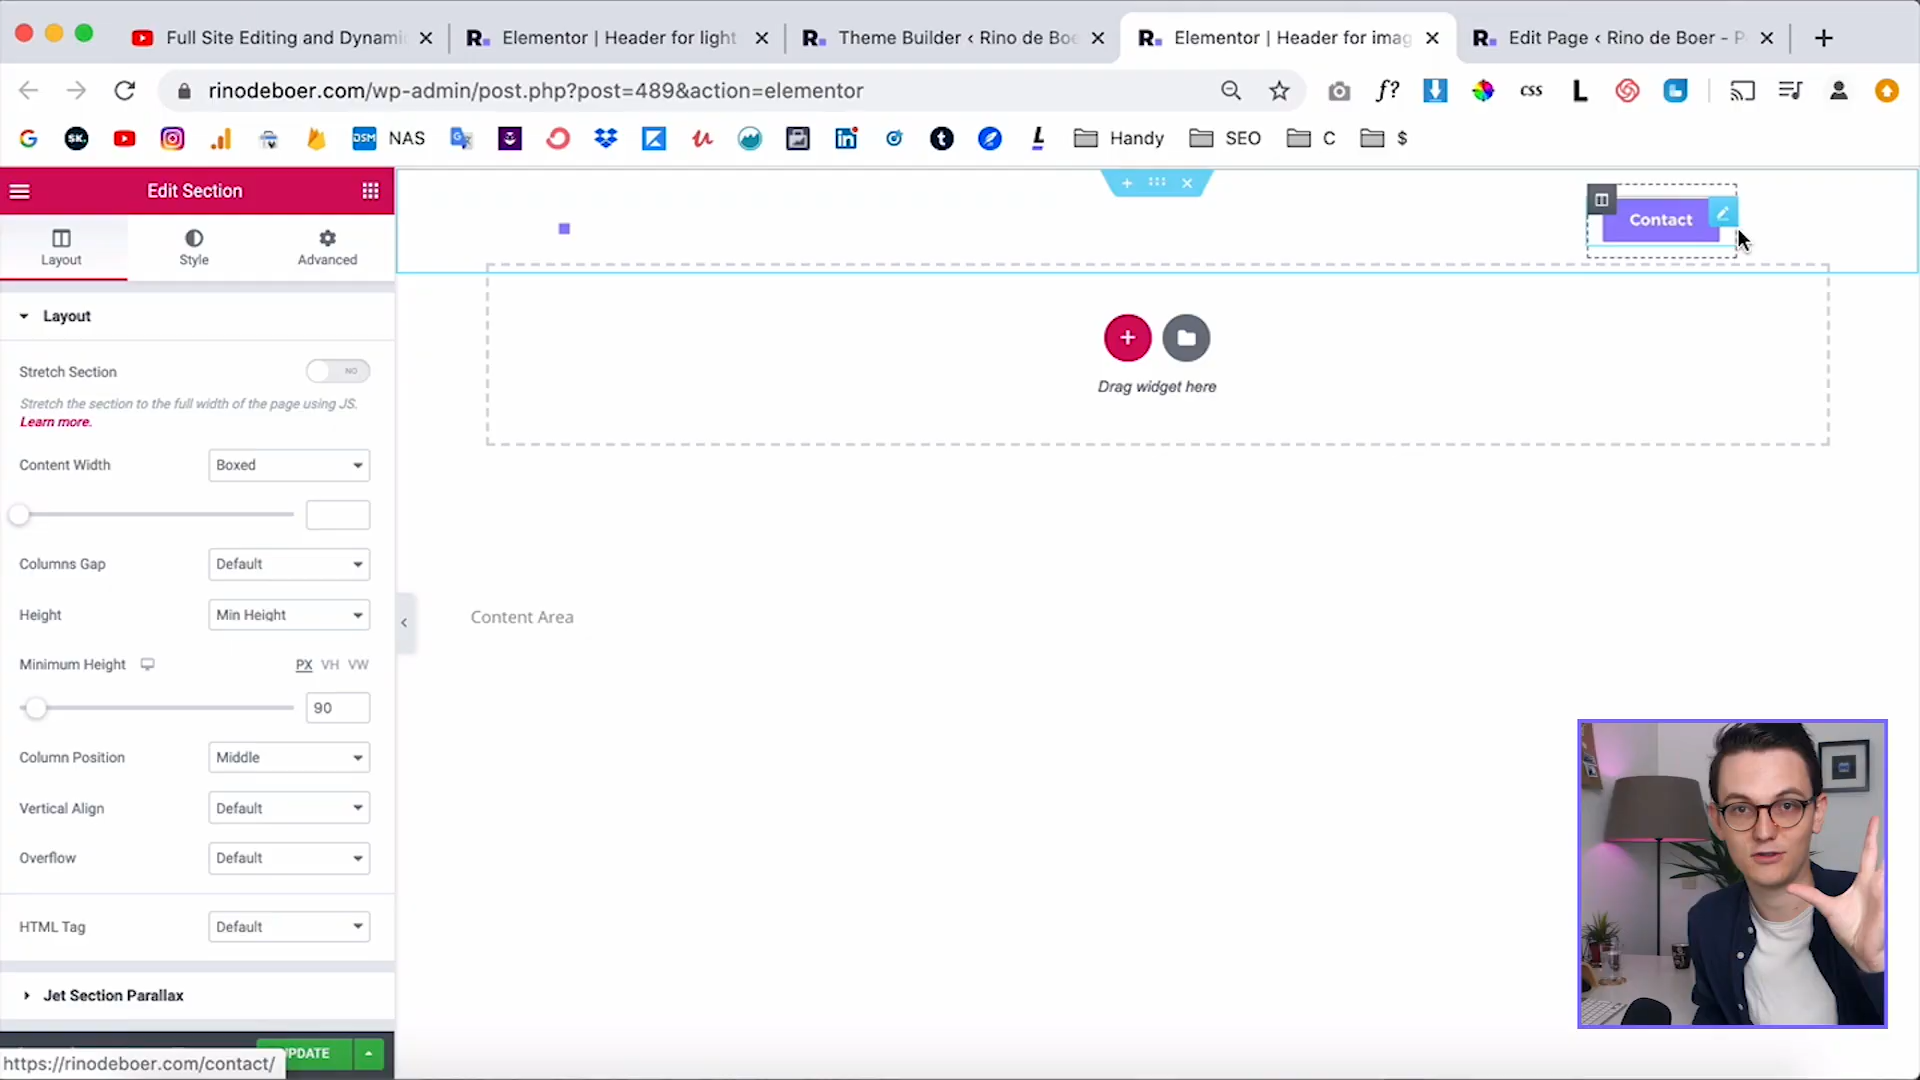 Full Site Editing and Dynami
R. Elementor | Header for light
R. Theme Builder < Rino de Boe
R. Elementor | Header for imag
R. Edit Page < Rino de Boer - P
rinodeboer.com/wp-admin/post.php?post=489&action=elementor
f?
CSS
L
SK.
DSM NAS
Handy
SEO
C
$
Edit Section
Layout
Style
Advanced
Contact
Layout
Stretch Section
NO
Stretch the section to the full width of the page using JS.
Learn more.
Drag widget here
Content Width
Boxed
Columns Gap
Default
Height
Min Height
Content Area
Minimum Height
PX VH VW
90
Column Position
Middle
Vertical Align
Default
Overflow
Default
HTML Tag
Default
Jet Section Parallax
PDATE
https://rinodeboer.com/contact/